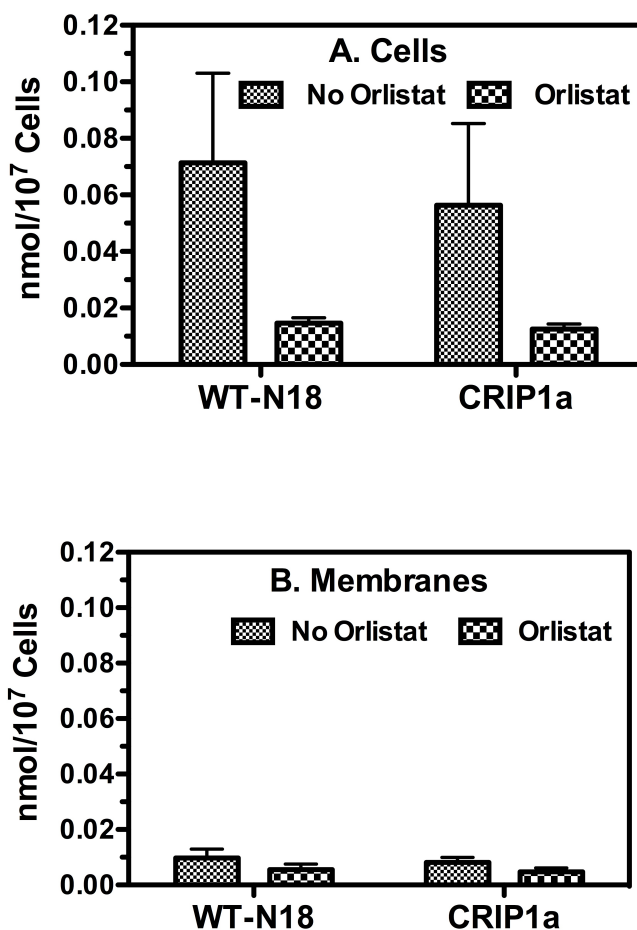 A. Cells
No Orlistat Orlistat
0.12
0.10
0.08
0.06
0.04
0.02
0.00
nmol/10⁷ Cells
WT-N18 CRIP1a
B. Membranes
No Orlistat Orlistat
0.12
0.10
0.08
0.06
0.04
0.02
0.00
nmol/10⁷ Cells
WT-N18 CRIP1a